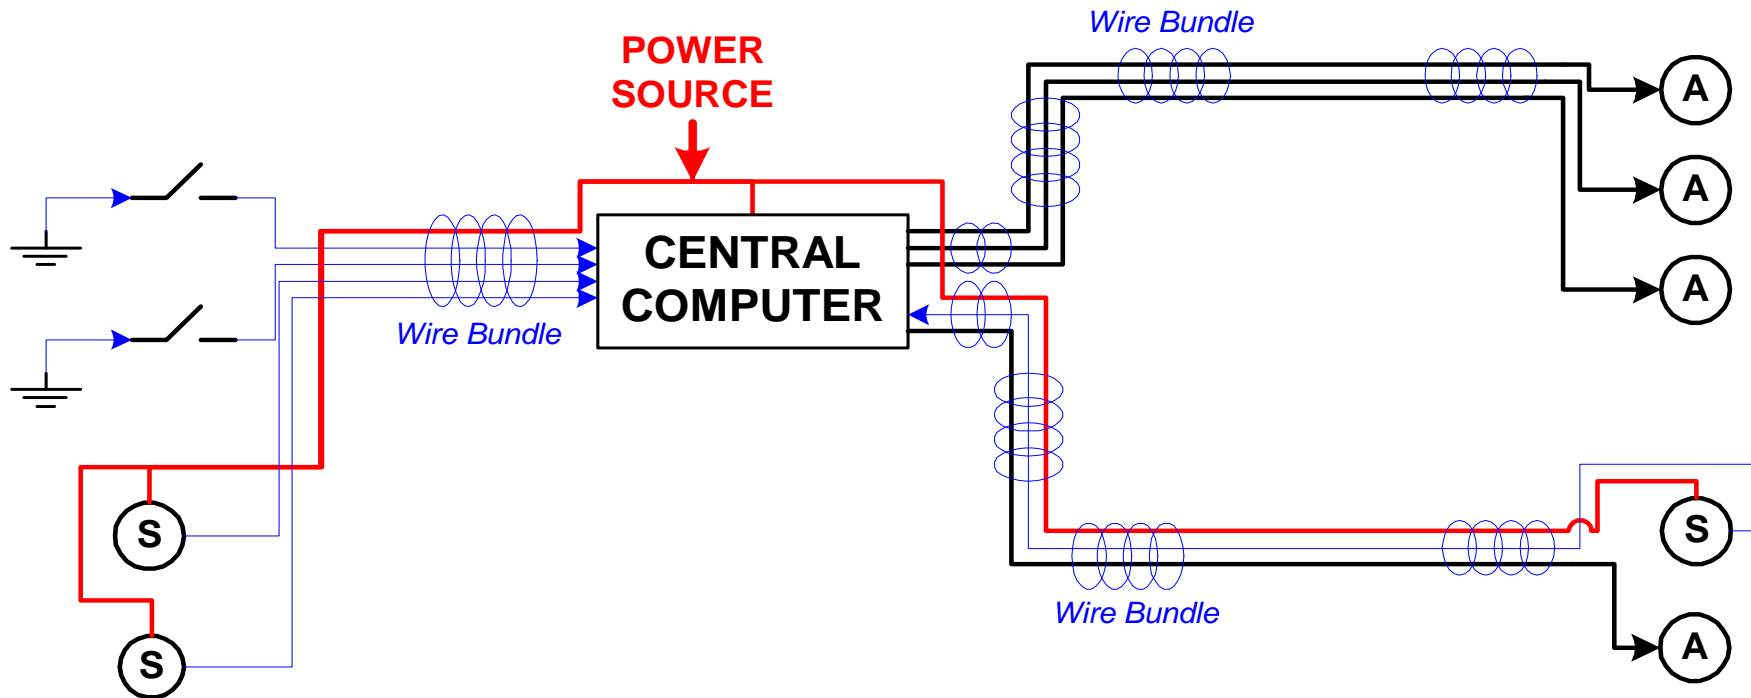 Wire Bundle
POWER
SOURCE
A
A
A
CENTRAL
COMPUTER
Wire Bundle
S
S
S
Wire Bundle
A